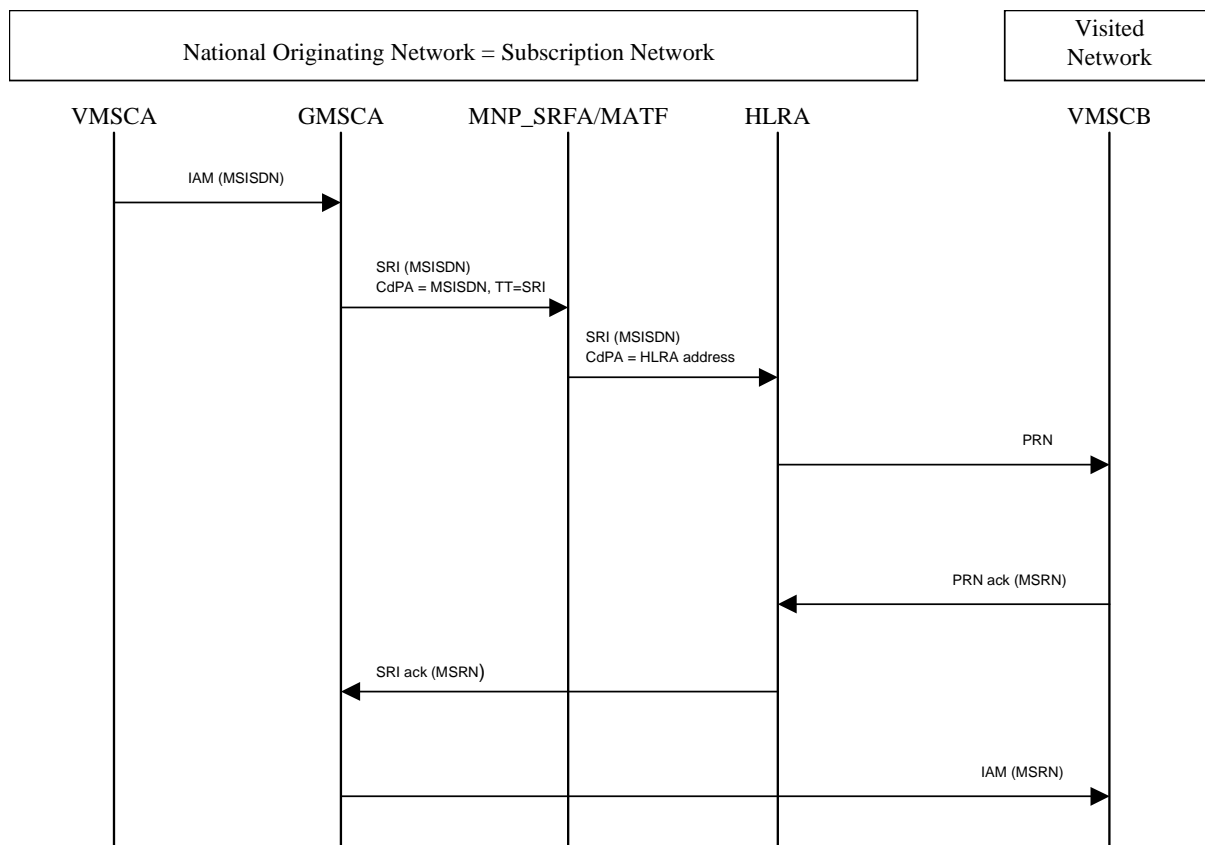 National Originating Network = Subscription Network
Visited
Network
VMSCA
GMSCA
MNP_SRFA/MATF
HLRA
VMSCB
IAM (MSISDN)
SRI (MSISDN)
CdPA = MSISDN, TT=SRI
SRI (MSISDN)
CdPA = HLRA address
PRN
PRN ack (MSRN)
SRI ack (MSRN)
IAM (MSRN)